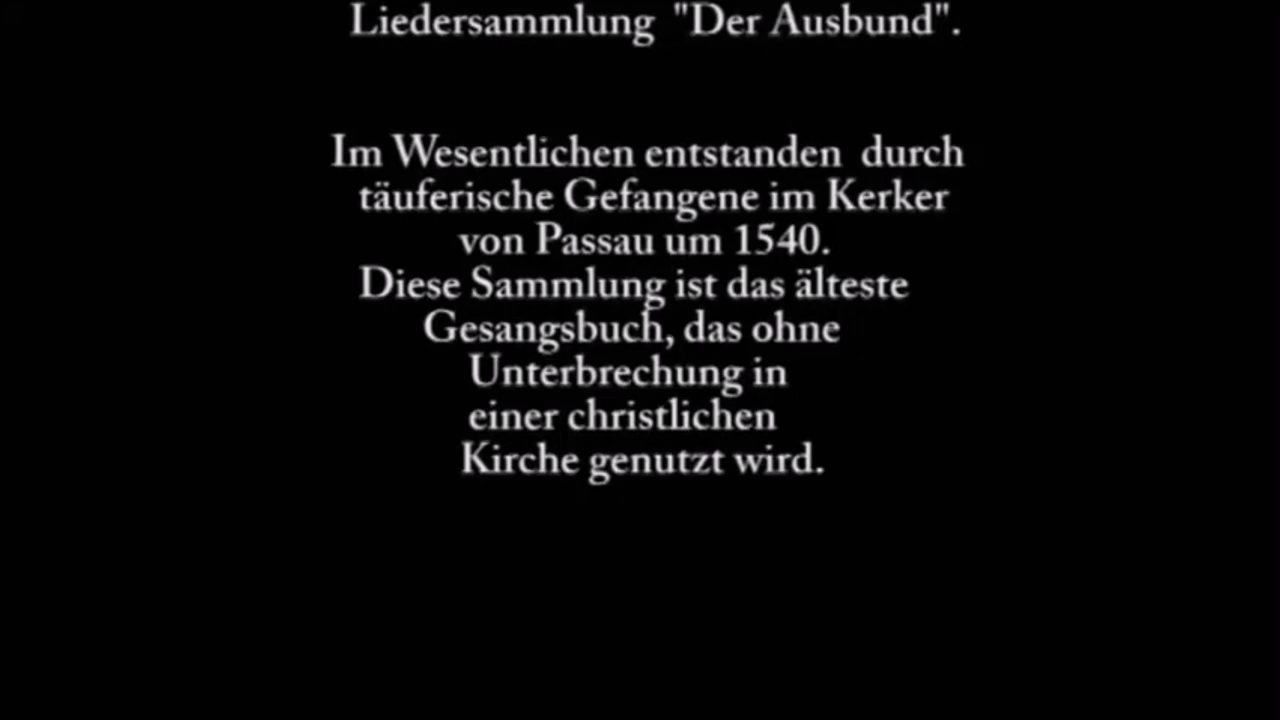 Liedersammlung "Der Ausbund".
Im Wesentlichen entstanden durch
täuferische Gefangene im Kerker
von Passau um 1540.
Diese Sammlung ist das älteste
Gesangsbuch, das ohne
Unterbrechung in
einer christlichen
Kirche genutzt wird.